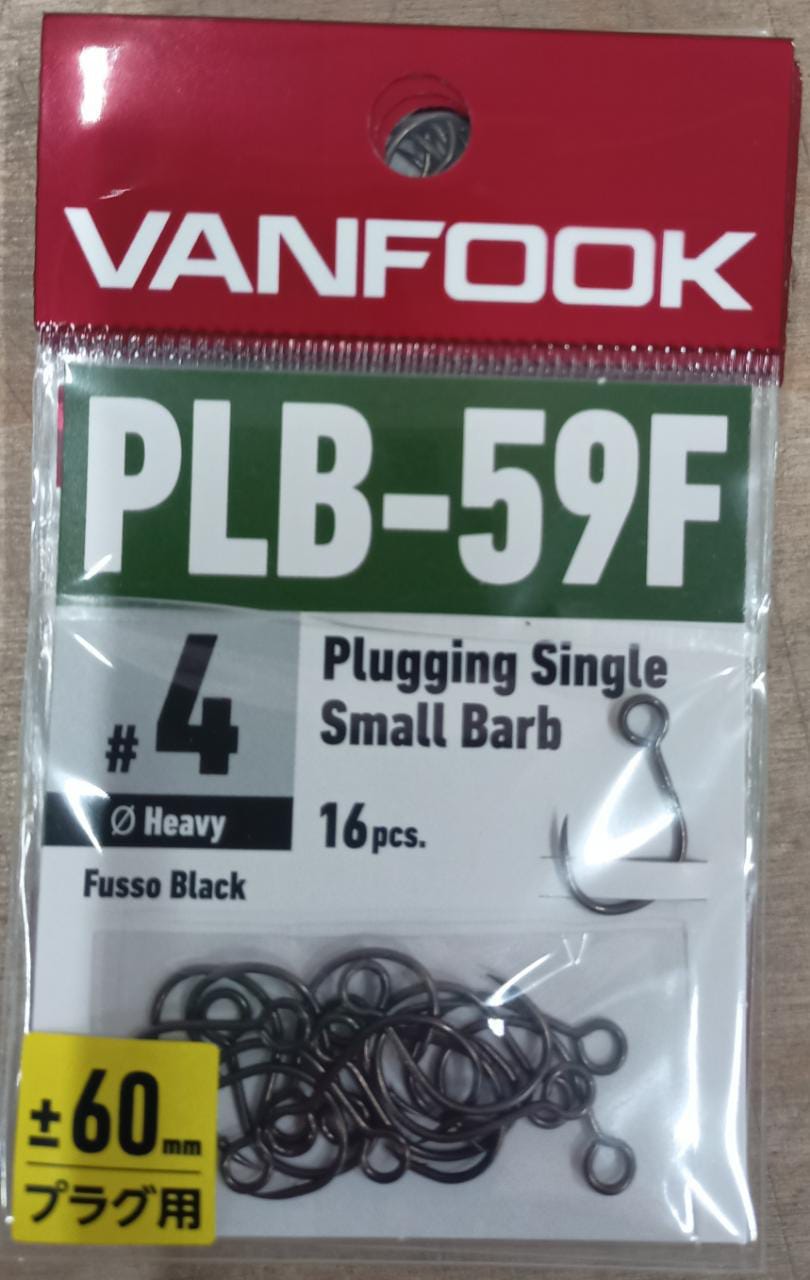 VANFOOK
PLB-59F
#4
Plugging Single
Small Barb
Ø Heavy
16pcs.
Fusso Black
±60mm
プラグ用